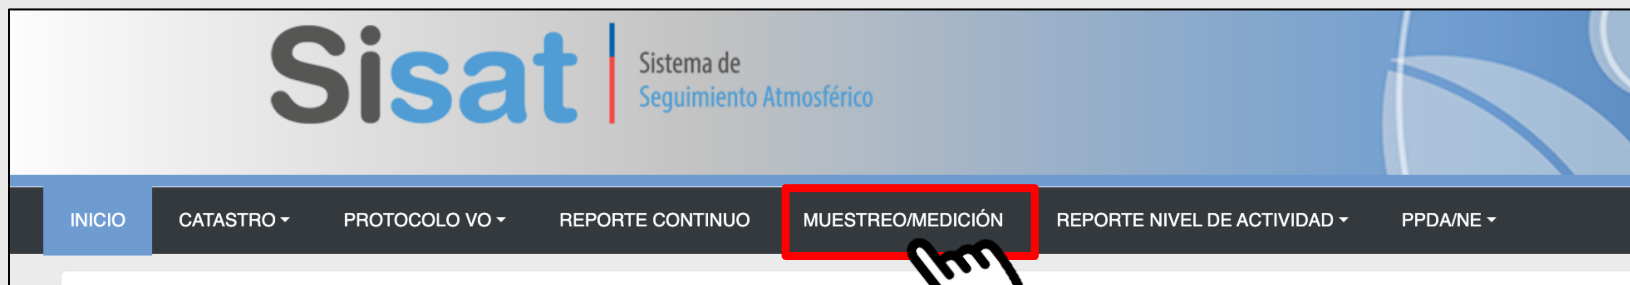 Sisat
Sistema de
Seguimiento Atmosférico
INICIO CATASTRO PROTOCOLO VO REPORTE CONTINUO MUESTREO/MEDICIÓN REPORTE NIVEL DE ACTIVIDAD PPDA/NE